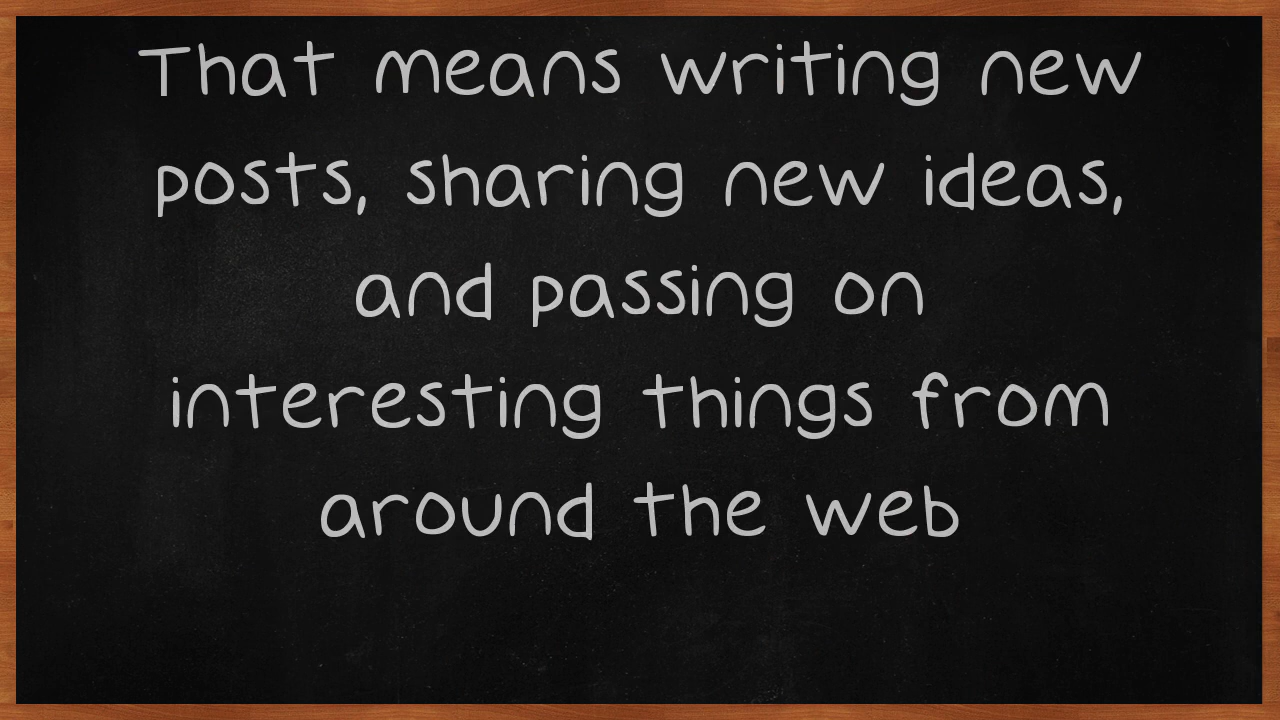 That means writing new
posts, sharing new ideas,
and passing on
interesting things from
around the web